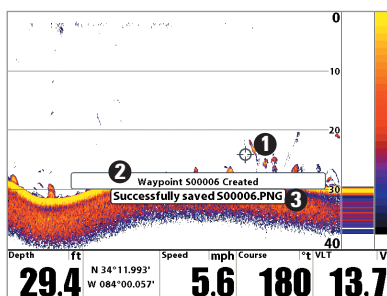 0
10
20
1
2
Waypoint S00006 Created
30
Successfully saved S00006.PNG
3
40
Depth ft
29.4
N 34°11.993'
W 084°00.057'
Speed mph
5.6
Course °t
180
VLT V
13.7